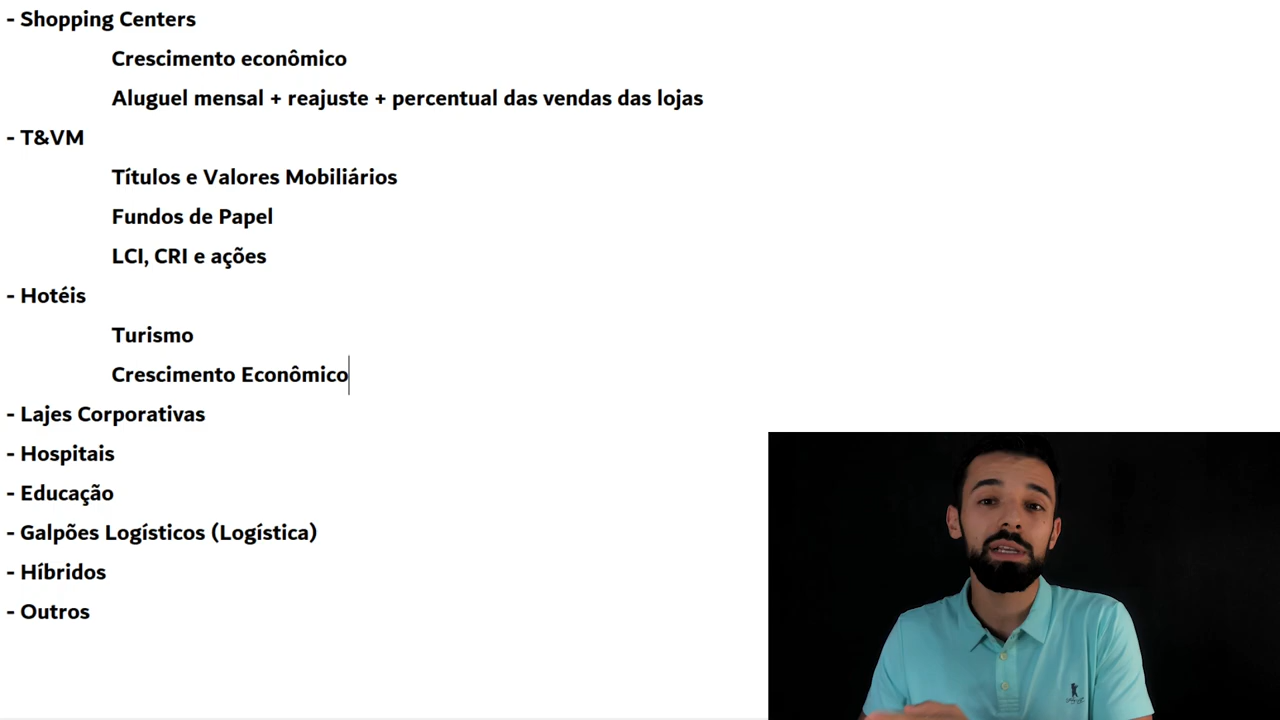 - Shopping Centers
Crescimento econômico
Aluguel mensal + reajuste + percentual das vendas das lojas
- T&VM
Títulos e Valores Mobiliários
Fundos de Papel
LCI, CRI e ações
- Hotéis
Turismo
Crescimento Econômico
- Lajes Corporativas
- Hospitais
- Educação
- Galpões Logísticos (Logística)
- Híbridos
- Outros